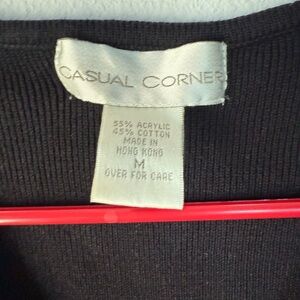 CASUAL CORNER
55% ACRYLIC
45% COTTON
MADE IN
HONG KONG
M
OVER FOR CARE